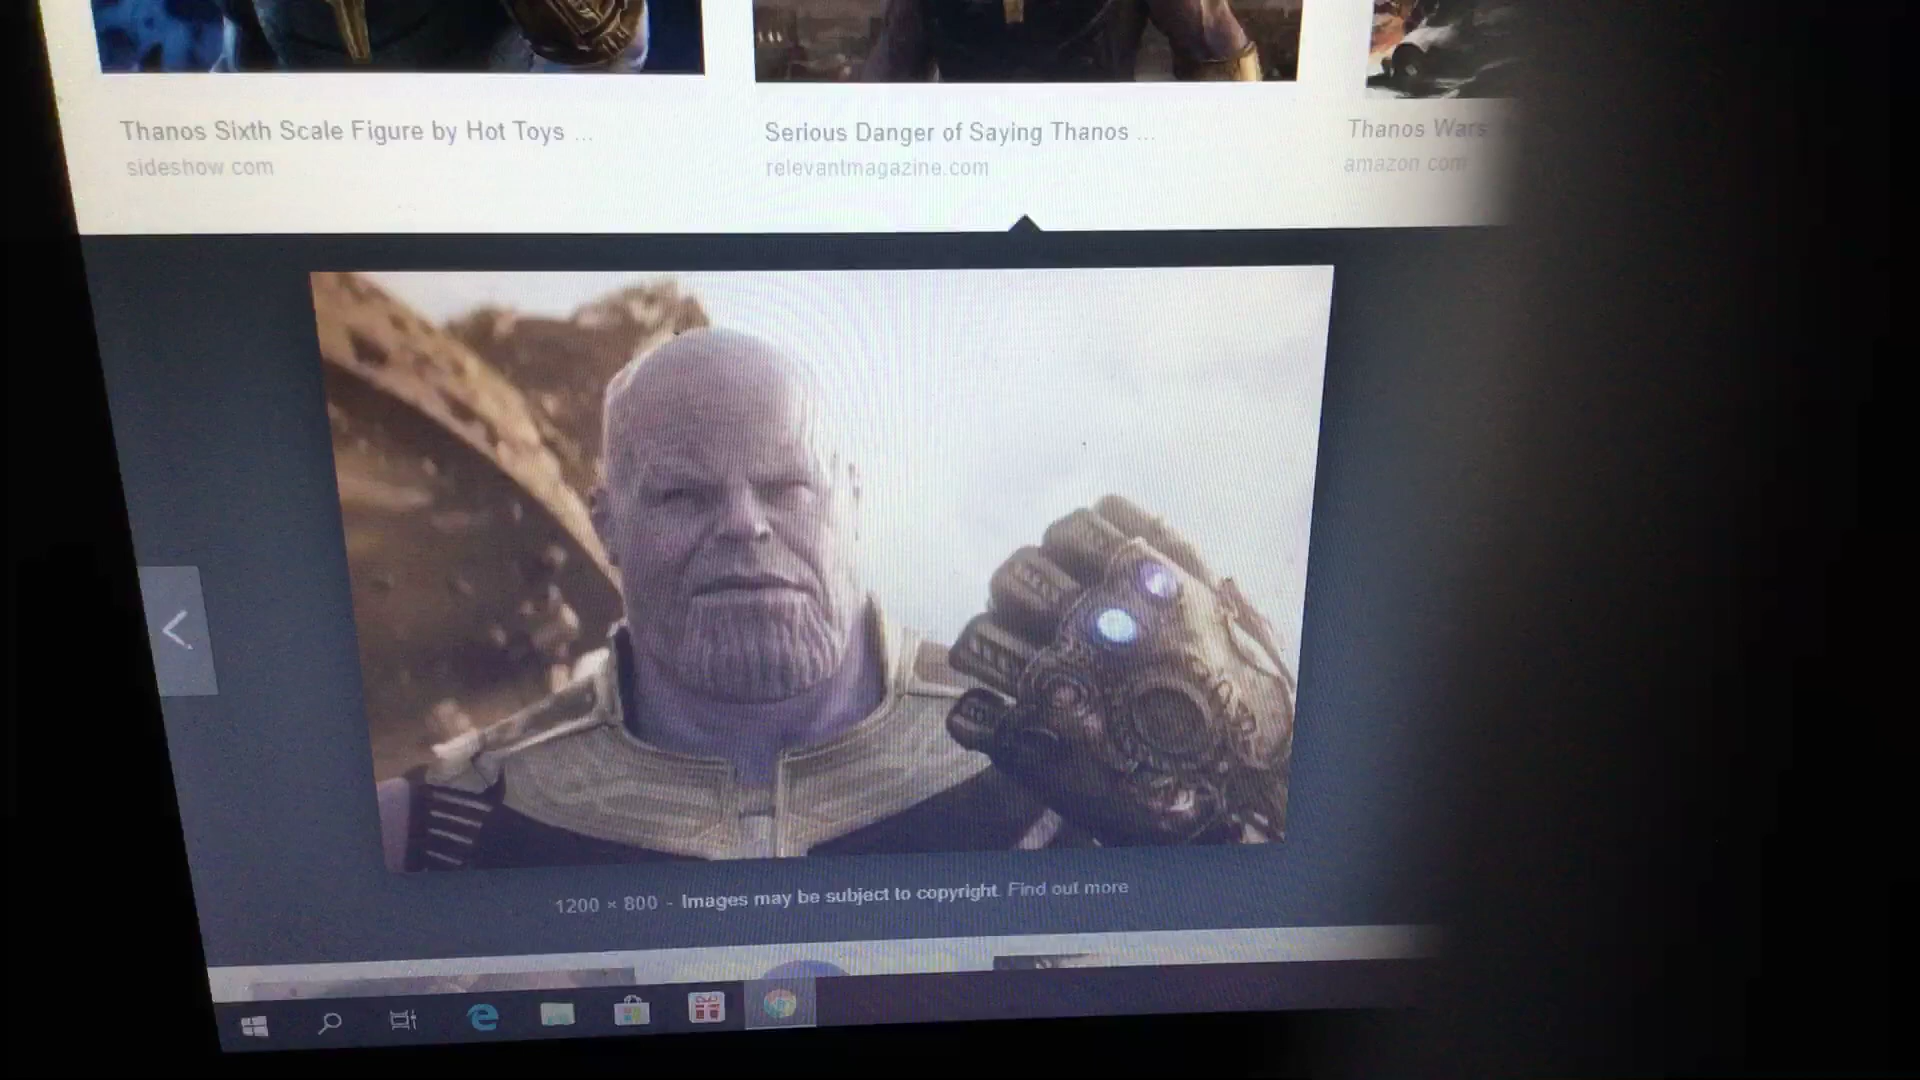 Thanos Sixth Scale Figure by Hot Toys ...
sideshow.com
Serious Danger of Saying Thanos ...
relevantmagazine.com
Thanos Wars
amazon.com
1200 × 800 - Images may be subject to copyright. Find out more